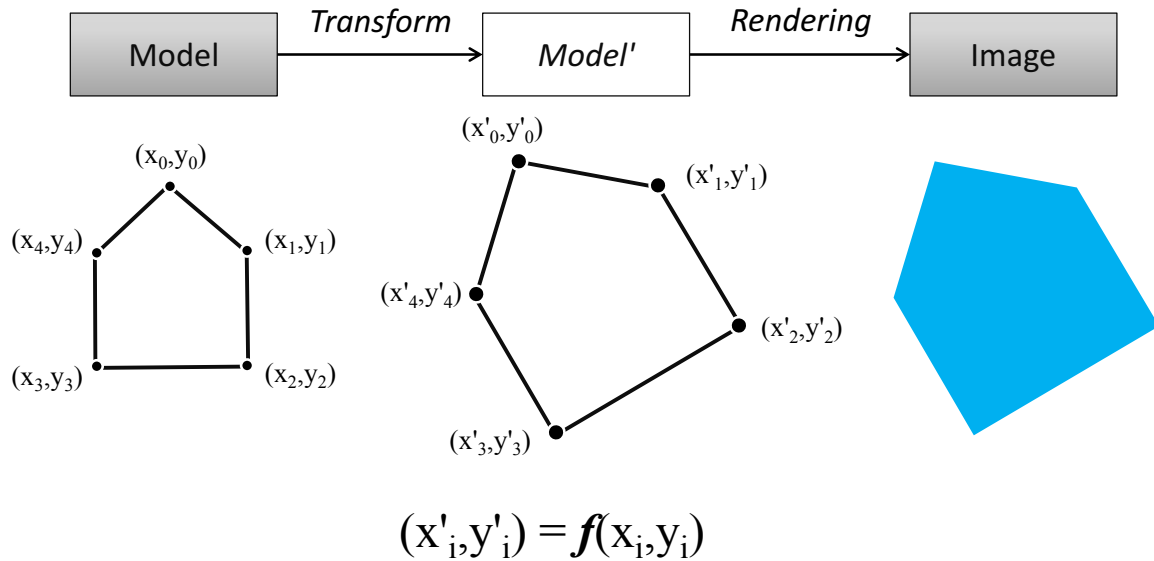 Transform
Rendering
Model
Model'
Image
(x'₀,y'₀)
(x₀,y₀)
(x'₁,y'₁)
(x₄,y₄)
(x₁,y₁)
(x'₄,y'₄)
(x'₂,y'₂)
(x₃,y₃)
(x₂,y₂)
(x'₃,y'₃)
(x'ᵢ,y'ᵢ) = f(xᵢ,yᵢ)